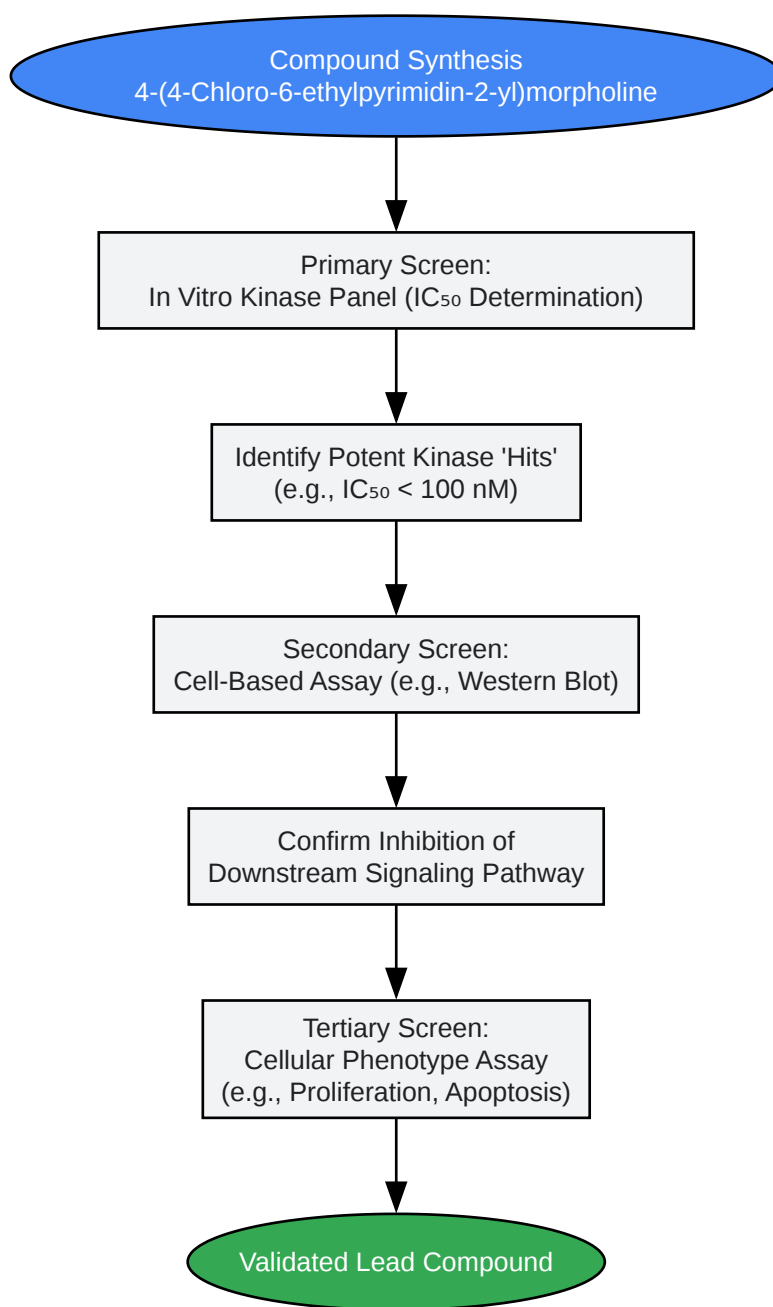 Compound Synthesis
4-(4-Chloro-6-ethylpyrimidin-2-yl)morpholine
Primary Screen:
In Vitro Kinase Panel (IC₅₀ Determination)
Identify Potent Kinase 'Hits'
(e.g., IC₅₀ < 100 nM)
Secondary Screen:
Cell-Based Assay (e.g., Western Blot)
Confirm Inhibition of
Downstream Signaling Pathway
Tertiary Screen:
Cellular Phenotype Assay
(e.g., Proliferation, Apoptosis)
Validated Lead Compound